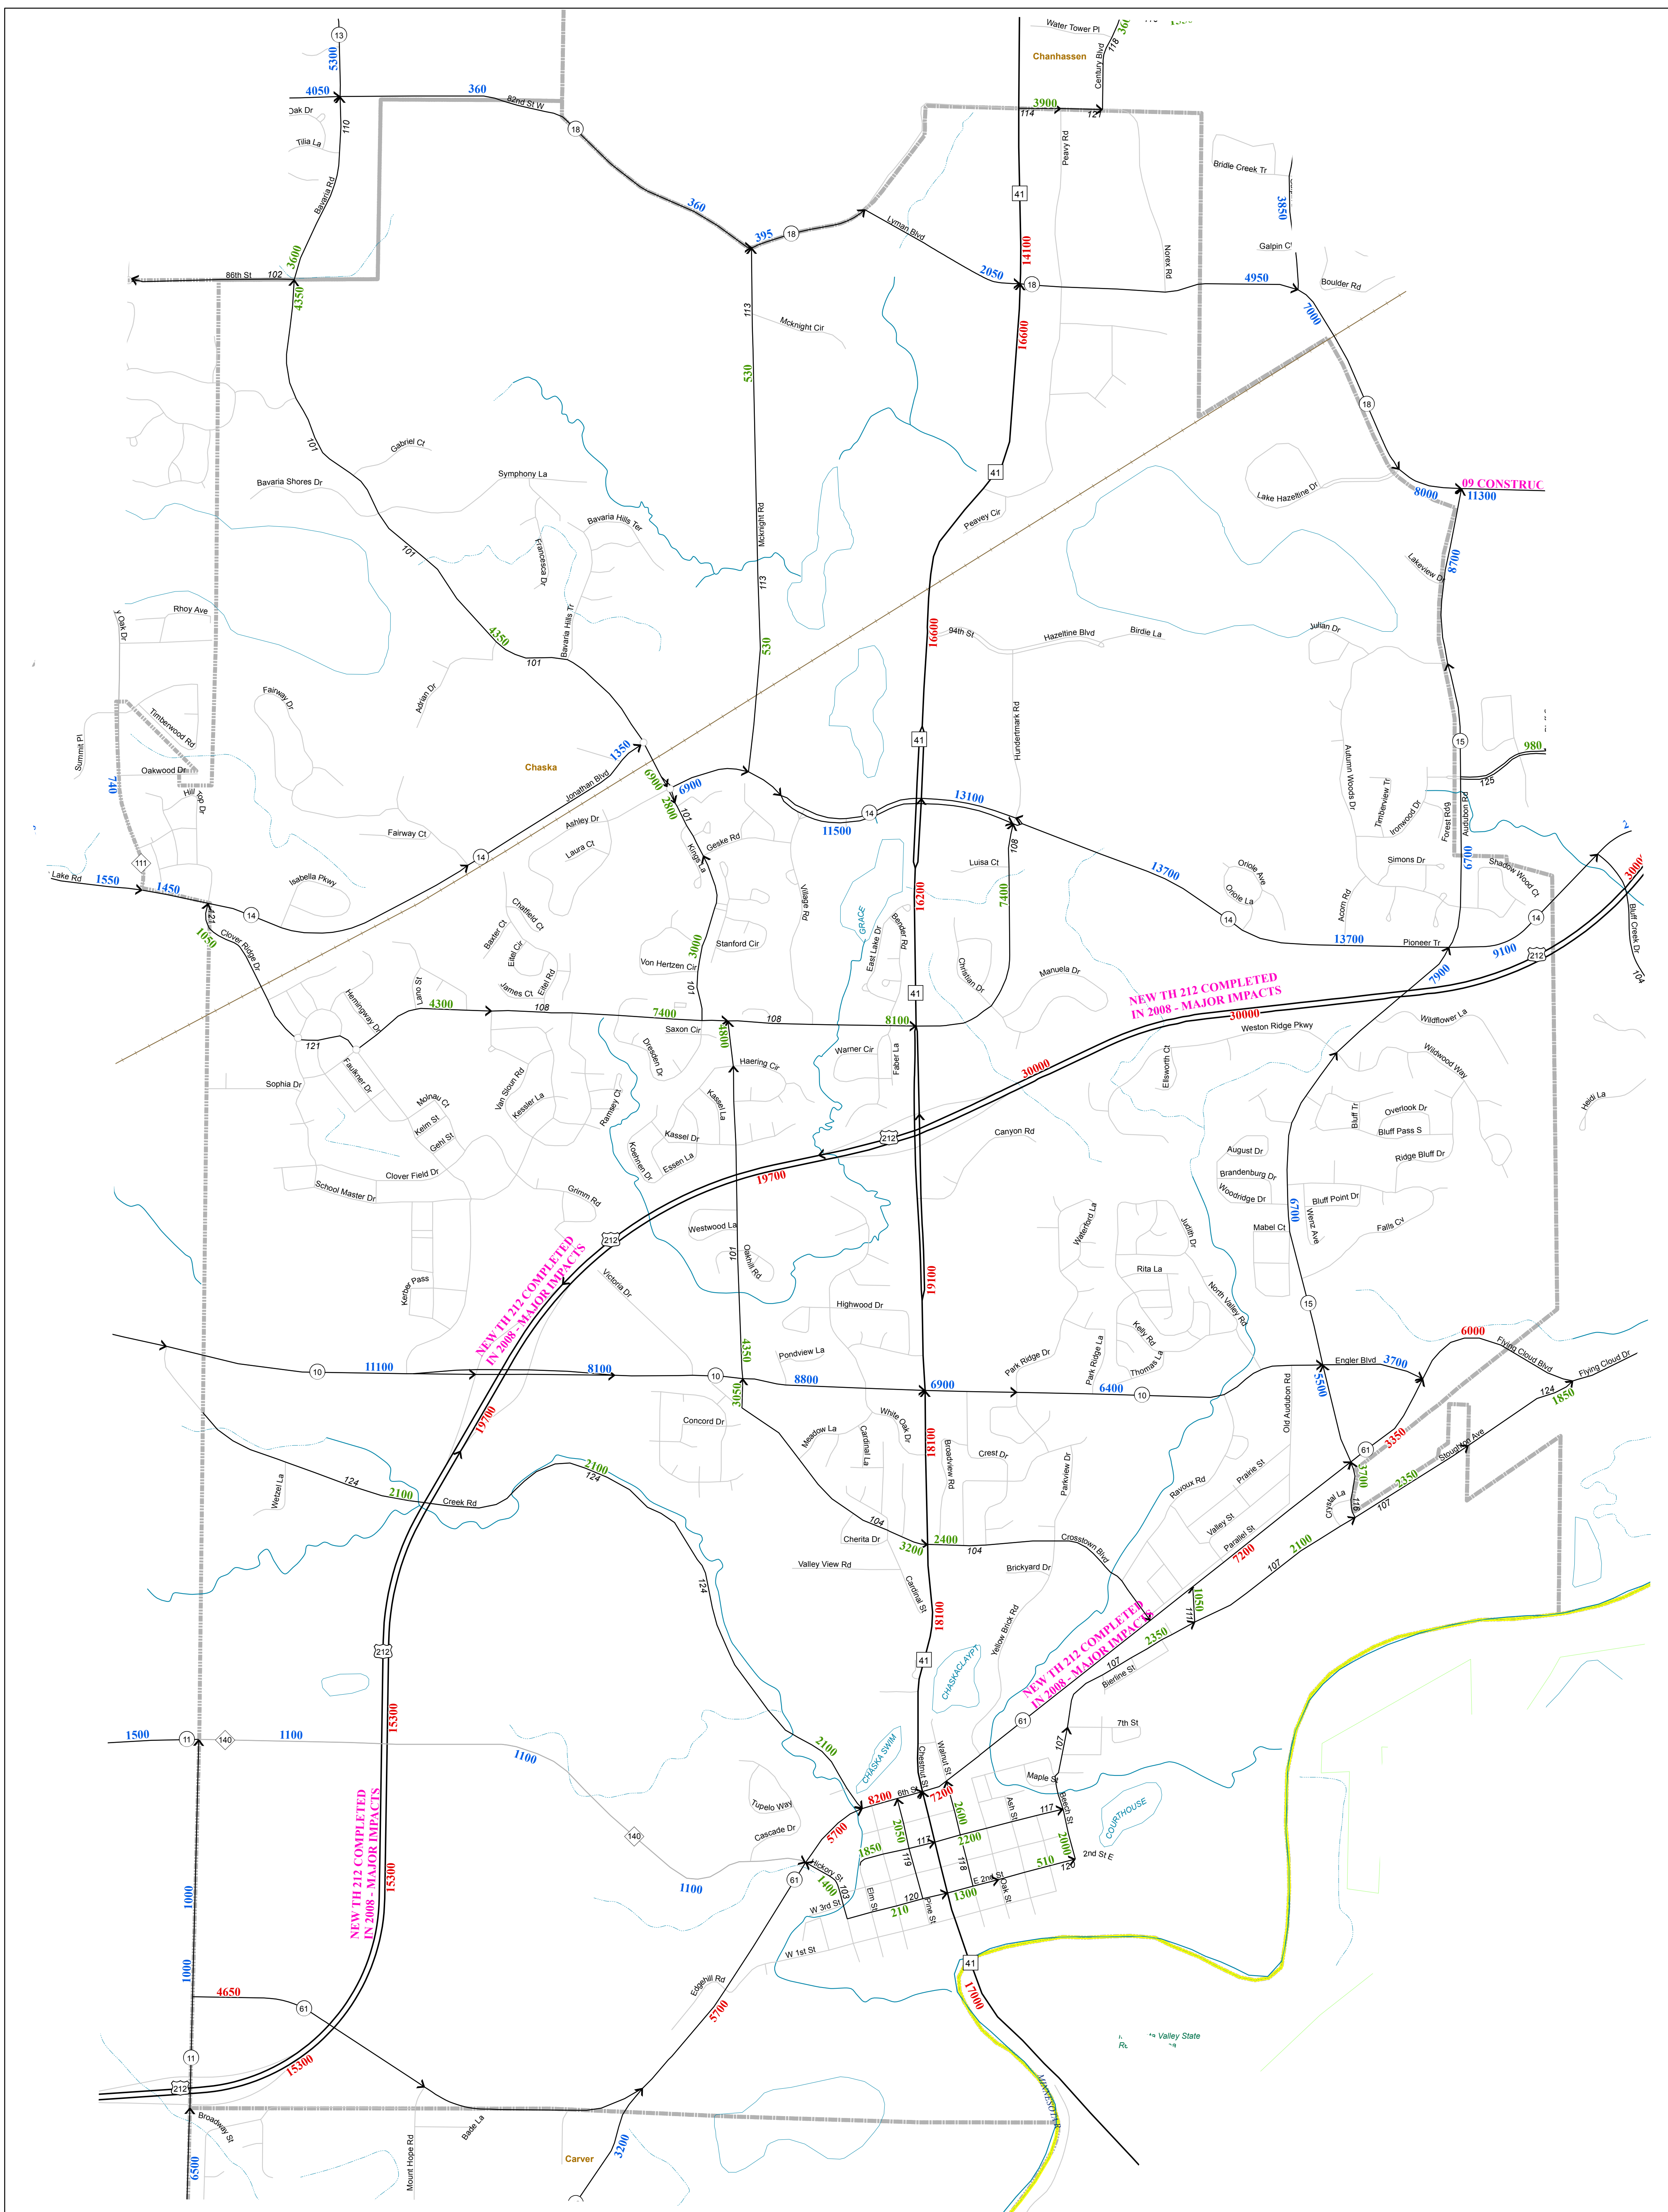 Water Tower Pl
118
Century Blvd
Chanhassen
13
5300
4050
360
82nd St W
18
Oak Dr
110
Tilia La
Bavaria Rd
3900
114
121
Peavy Rd
Bridle Creek Tr
41
3850
360
395
18
Lyman Blvd
14100
Norex Rd
Galpin C
3600
86th St
102
4350
2050
18
4950
Boulder Rd
7000
113
Mcknight Cir
16600
530
18
101
Gabriel Ct
Symphony La
Bavaria Shores Dr
41
Lake Hazeltine Dr
09 CONSTRUC
8000
11300
Bavaria Hills Ter
Mcknight Rd
Peavey Cir
101
Francesca Dr
113
Lakeview Dr
8700
Rhoy Ave
y Oak Dr
4350
Bavaria Hills Tr
101
530
16600
94th St
Hazeltine Blvd
Birdie La
Julian Dr
Adrian Dr
Fairway Dr
Timberwood Rd
Summit Pl
Hundertmark Rd
41
15
980
Oakwood Dr
740
Hill Top Dr
Chaska
1350
Jonathan Blvd
6900
6900
2800
101
Autumn Woods Dr
Timberview Tr
Ironwood Dr
Forest Rdg
Audubon Rd
125
Fairway Ct
Ashley Dr
Laura Ct
Kings La
Geske Rd
11500
14
13100
108
14
111
Lake Rd
1550
1450
14
Isabella Pkwy
Village Rd
GRACE
16200
Luisa Ct
7400
13700
Oriole Ave
Oriole La
Simons Dr
6700
Shadow Wood Ct
30000
121
1050
Clover Ridge Dr
Chatfield Ct
Baxter Ct
Eitel Cir
Eitel Rd
James Ct
Stanford Cir
Von Hertzen Cir
3000
101
East Lake Dr
Bender Rd
Christian Dr
Manuela Dr
14
Acorn Rd
13700
Pioneer Tr
9100
14
212
Bluff Creek Dr
104
7900
Lano St
4300
108
7400
Saxon Cir
4800
108
41
8100
NEW TH 212 COMPLETED
IN 2008 - MAJOR IMPACTS
30000
Weston Ridge Pkwy
Wildflower La
Hemingway Dr
121
Faulkner Dr
Dresden Dr
Haering Cir
Warner Cir
Faber La
30000
Ellsworth Ct
Wildwood Way
Sophia Dr
Molnau Ct
Kelm St
Gehl St
Van Sloun Rd
Kessler La
Ramsey Ct
Kassel La
Kassel Dr
Koehnen Dr
Essen La
212
Canyon Rd
Bluff Tr
Overlook Dr
Bluff Pass S
Heidi La
August Dr
Ridge Bluff Dr
Brandenburg Dr
Clover Field Dr
School Master Dr
Grimm Rd
19700
Woodridge Dr
Bluff Point Dr
6700
Wenz Ave
Mabel Ct
Falls Cv
Westwood La
212
101
Oakhill Rd
Waterford La
Judith Dr
Rita La
North Valley Rd
Kerber Pass
NEW TH 212 COMPLETED
IN 2008 - MAJOR IMPACTS
Victoria Dr
19100
15
Highwood Dr
Kelly Rd
6000
Flying Cloud Blvd
Park Ridge Dr
Park Ridge La
Thomas La
Engler Blvd
3700
Flying Cloud Dr
10
11100
8100
10
4350
Pondview La
8800
6900
6400
10
5500
124
1850
3050
19700
Concord Dr
White Oak Dr
Meadow La
Cardinal La
18100
Broadview Rd
Crest Dr
Parkview Dr
Old Audubon Rd
61
3350
Stoughton Ave
2100
124
124
2100
Creek Rd
Wetzel La
Ravoux Rd
Prairie St
3700
2350
Crystal La
116
107
104
Cherita Dr
3200
2400
104
Crosstown Blvd
Valley St
Parallel St
7200
2100
107
Valley View Rd
Brickyard Dr
124
Cardinal St
18100
Yellow Brick Rd
1050
111
NEW TH 212 COMPLETED
IN 2008 - MAJOR IMPACTS
2350
107
Bierline St
212
41
CHASKACLAYPT
15300
61
7th St
1500
11
140
1100
1100
2100
CHASKA SWIM
Chestnut St
Walnut St
107
Maple St
NEW TH 212 COMPLETED
IN 2008 - MAJOR IMPACTS
8200
6th St
7200
Tupelo Way
5700
2050
2600
Ash St
117
Beech St
COURTHOUSE
140
Cascade Dr
1850
117
2200
2000
2nd St E
15300
1100
61
Hickory St
1400
103
119
118
E 2nd St
510
120
1000
Elm St
120
Pine St
1300
Oak St
W 3rd St
210
W 1st St
41
1000
4650
61
Edgehill Rd
5700
17000
11
15300
212
Broadway St
Bade La
Mount Hope Rd
3200
Carver
6500
Valley State